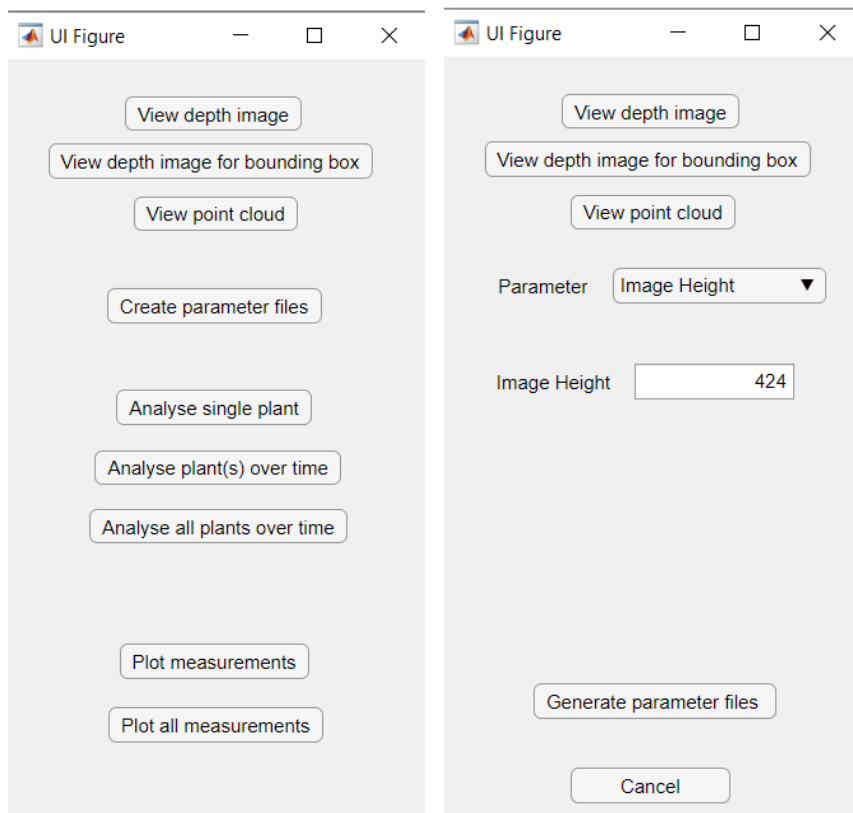 UI Figure
View depth image
View depth image for bounding box
View point cloud
Create parameter files
Analyse single plant
Analyse plant(s) over time
Analyse all plants over time
Plot measurements
Plot all measurements
UI Figure
View depth image
View depth image for bounding box
View point cloud
Parameter Image Height
Image Height 424
Generate parameter files
Cancel